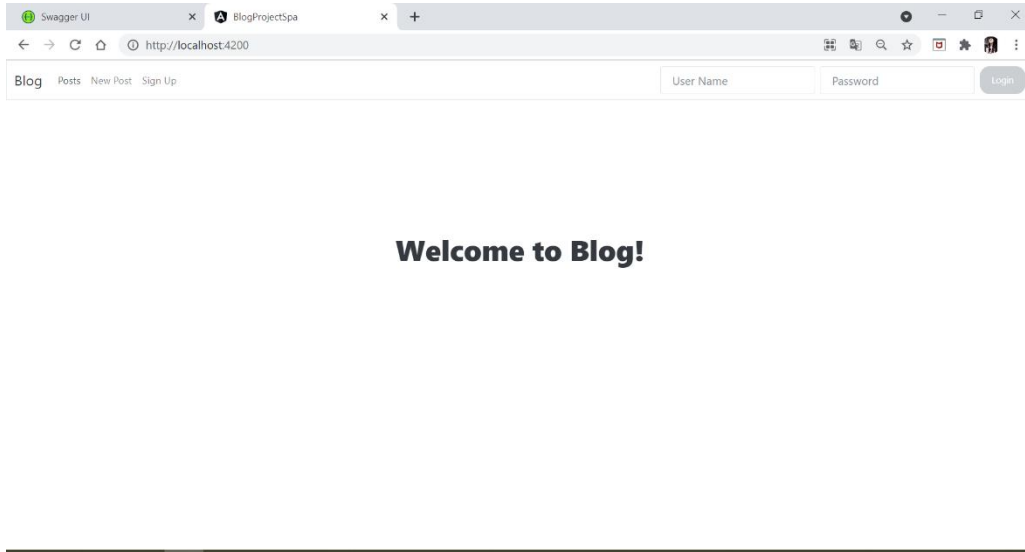 Swagger UI BlogProjectSpa
http://localhost:4200
Blog Posts New Post Sign Up User Name Password Login
Welcome to Blog!